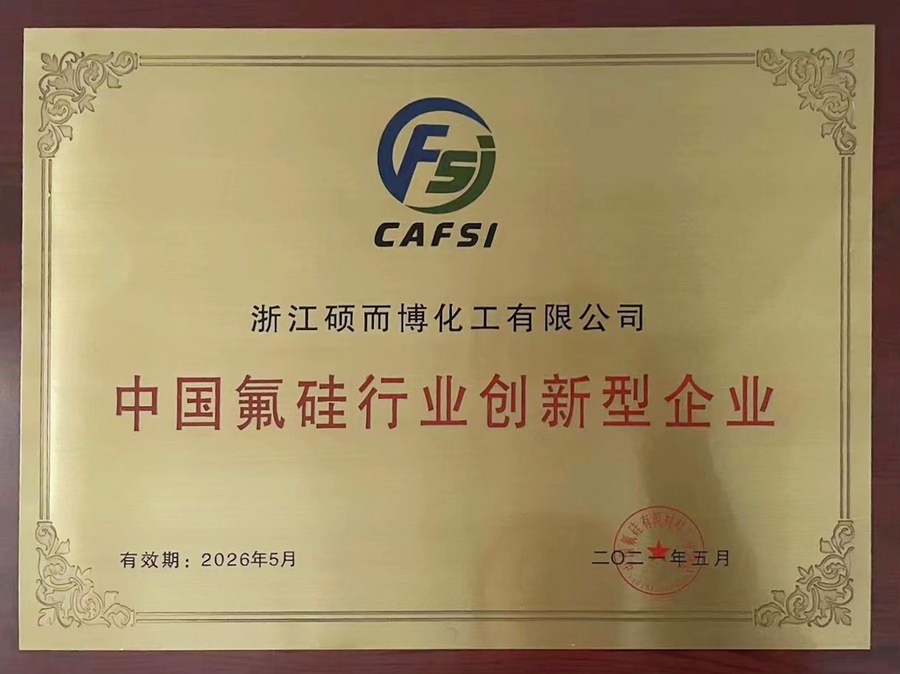 FSi
CAFSI
浙江硕而博化工有限公司
中国氟硅行业创新型企业
有效期：2026年5月
二〇二一年五月